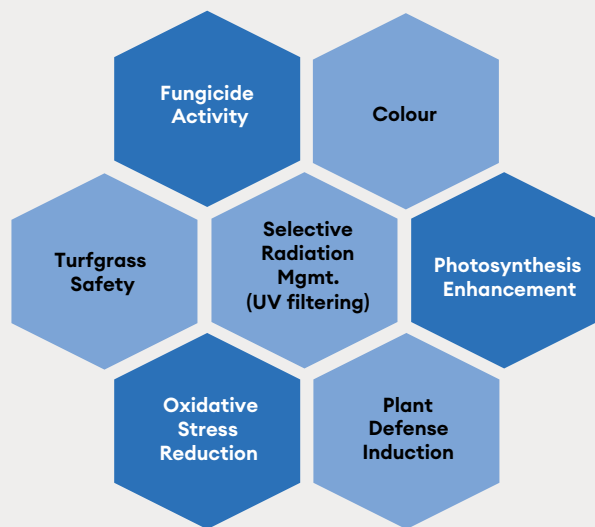 Fungicide
Activity
Colour
Turfgrass
Safety
Selective
Radiation
Mgmt.
(UV filtering)
Photosynthesis
Enhancement
Oxidative
Stress
Reduction
Plant
Defense
Induction